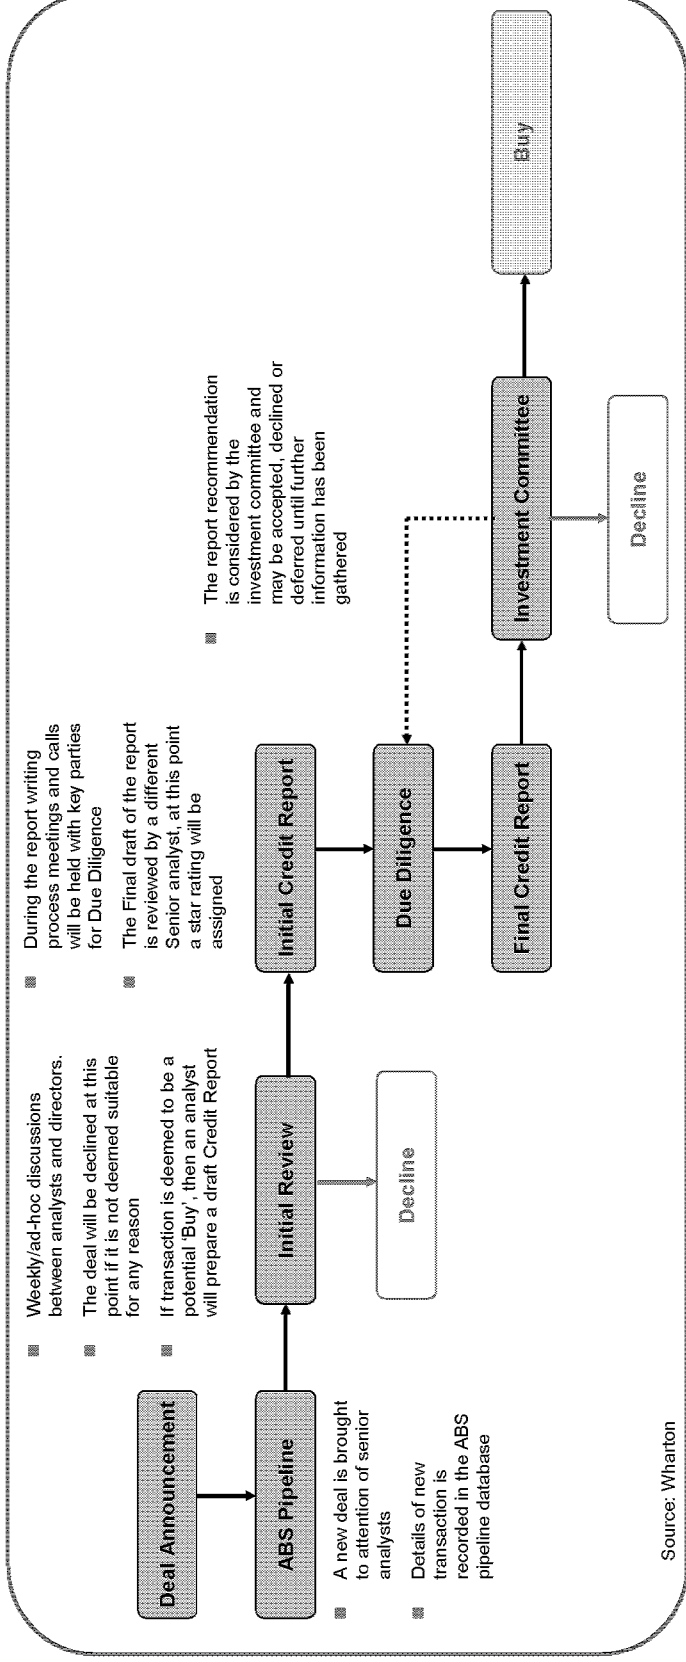 Deal Announcement
ABS Pipeline
A new deal is brought
to attention of senior
analysts
Details of new
transaction is
recorded in the ABS
pipeline database
Weekly/ad-hoc discussions
between analysts and directors.
The deal will be declined at this
point if it is not deemed suitable
for any reason
If transaction is deemed to be a
potential 'Buy', then an analyst
will prepare a draft Credit Report
Initial Review
Decline
During the report writing
process meetings and calls
will be held with key parties
for Due Diligence
The Final draft of the report
is reviewed by a different
Senior analyst, at this point
a star rating will be
assigned
Initial Credit Report
Due Diligence
Final Credit Report
The report recommendation
is considered by the
investment committee and
may be accepted, declined or
deferred until further
information has been
gathered
Investment Committee
Decline
Buy
Source: Wharton